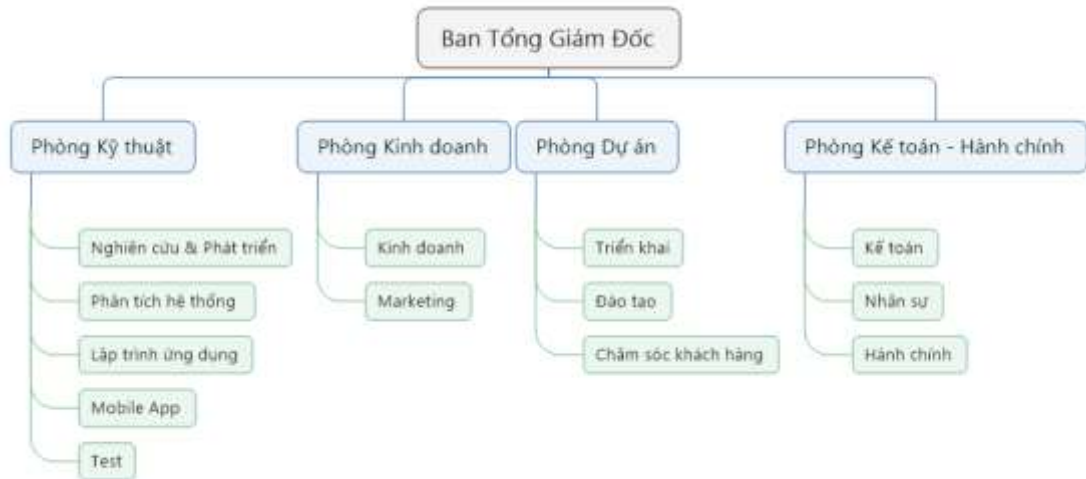 Ban Tổng Giám Đốc
Phòng Kỹ thuật
Phòng Kinh doanh
Phòng Dự án
Phòng Kế toán - Hành chính
Nghiên cứu & Phát triển
Phân tích hệ thống
Lập trình ứng dụng
Mobile App
Test
Kinh doanh
Marketing
Triển khai
Đào tạo
Chăm sóc khách hàng
Kế toán
Nhân sự
Hành chính